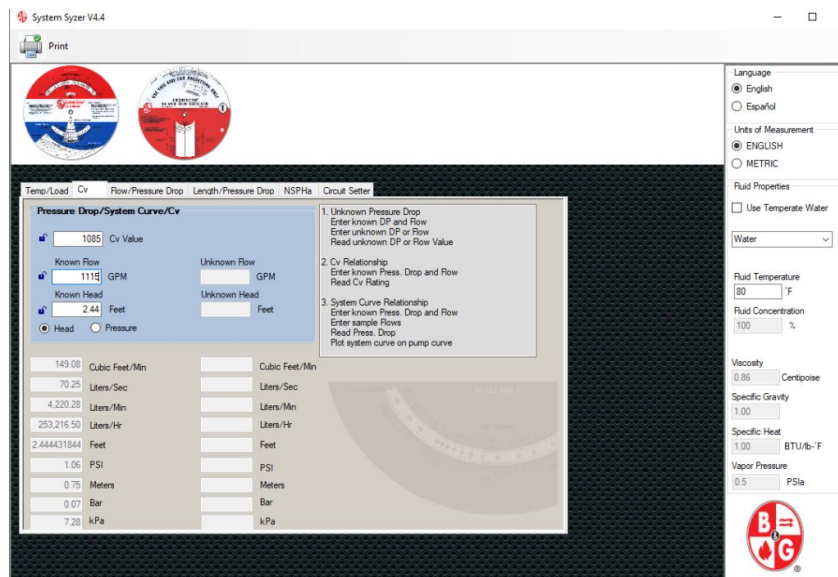 System Syzer V4.4
Print
Temp/Load Cv Flow/Pressure Drop Length/Pressure Drop NSPHa Circuit Setter
Pressure Drop/System Curve/Cv
1085 Cv Value
Known Flow Unknown Flow
1115 GPM GPM
Known Head Unknown Head
2.44 Feet Feet
Head Pressure
1. Unknown Pressure Drop
Enter known DP and Flow
Enter unknown DP or Flow
Read unknown DP or Flow Value
2. Cv Relationship
Enter known Press. Drop and Flow
Read Cv Rating
3. System Curve Relationship
Enter known Press. Drop and Flow
Enter sample Flows
Read Press. Drop
Plot system curve on pump curve
149.08 Cubic Feet/Min Cubic Feet/Min
70.25 Liters/Sec Liters/Sec
4,220.28 Liters/Min Liters/Min
253,216.50 Liters/Hr Liters/Hr
2.444431844 Feet Feet
1.06 PSI PSI
0.75 Meters Meters
0.07 Bar Bar
7.28 kPa kPa
Language
English
Español
Units of Measurement
ENGLISH
METRIC
Fluid Properties
Use Temperate Water
Water
Fluid Temperature
80 °F
Fluid Concentration
100 %
Viscosity
0.86 Centipoise
Specific Gravity
1.00
Specific Heat
1.00 BTU/lb-°F
Vapor Pressure
0.5 PSIa
B&G